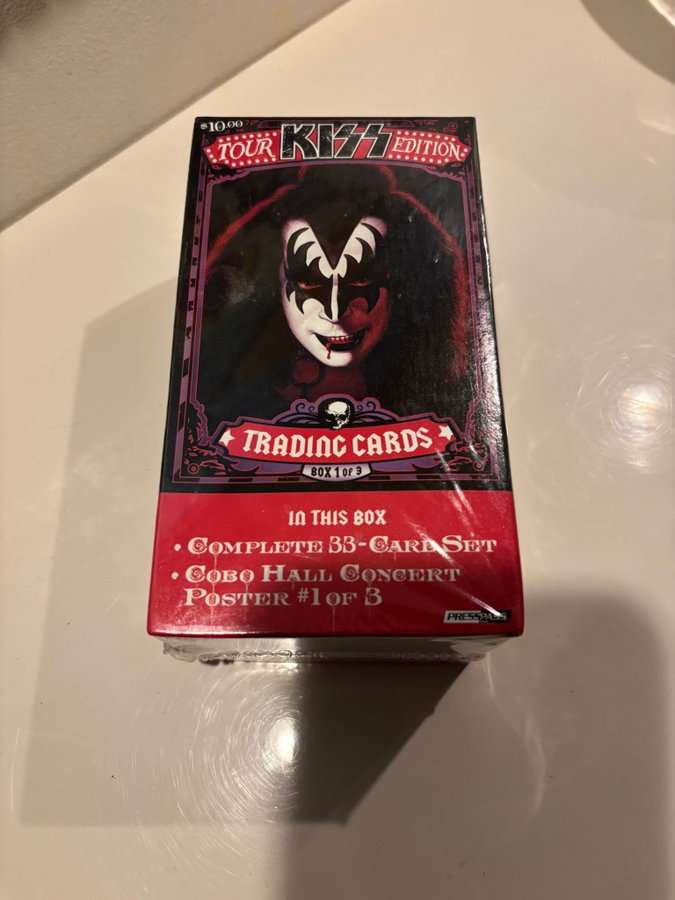 $10.00
TOUR KISS EDITION
TRADING CARDS
BOX 1 OF 3
IN THIS BOX
• COMPLETE 33-CARD SET
• COBO HALL CONCERT
POSTER #1 OF 3
PRESSPASS